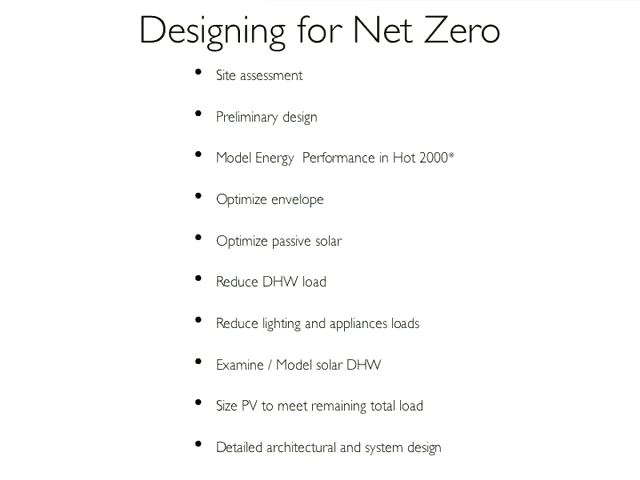 Designing for Net Zero
• Site assessment
• Preliminary design
• Model Energy  Performance in Hot 2000*
• Optimize envelope
• Optimize passive solar
• Reduce DHW load
• Reduce lighting and appliances loads
• Examine / Model solar DHW
• Size PV to meet remaining total load
• Detailed architectural and system design